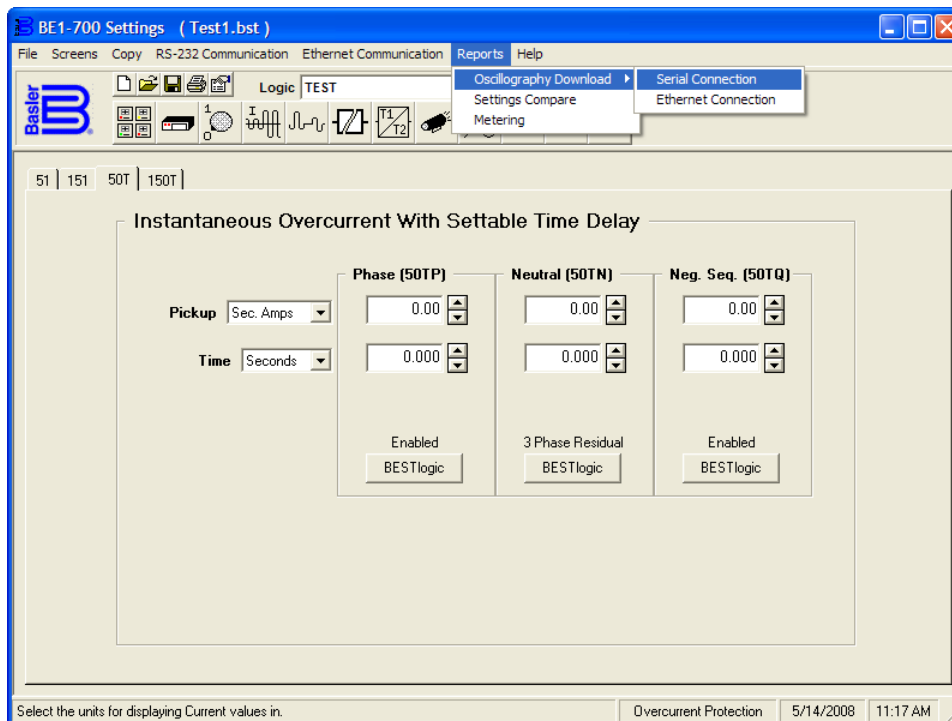 BE1-700 Settings ( Test1.bst )
File Screens Copy RS-232 Communication Ethernet Communication Reports Help
Oscillography Download Serial Connection
Settings Compare Ethernet Connection
Metering
Basler
Logic TEST
1 0 T1 T2
51 151 50T 150T
Instantaneous Overcurrent With Settable Time Delay
Phase (50TP) Neutral (50TN) Neg. Seq. (50TQ)
Pickup Sec. Amps 0.00 0.00 0.00
Time Seconds 0.000 0.000 0.000
Enabled 3 Phase Residual Enabled
BESTlogic BESTlogic BESTlogic
Select the units for displaying Current values in. Overcurrent Protection 5/14/2008 11:17 AM